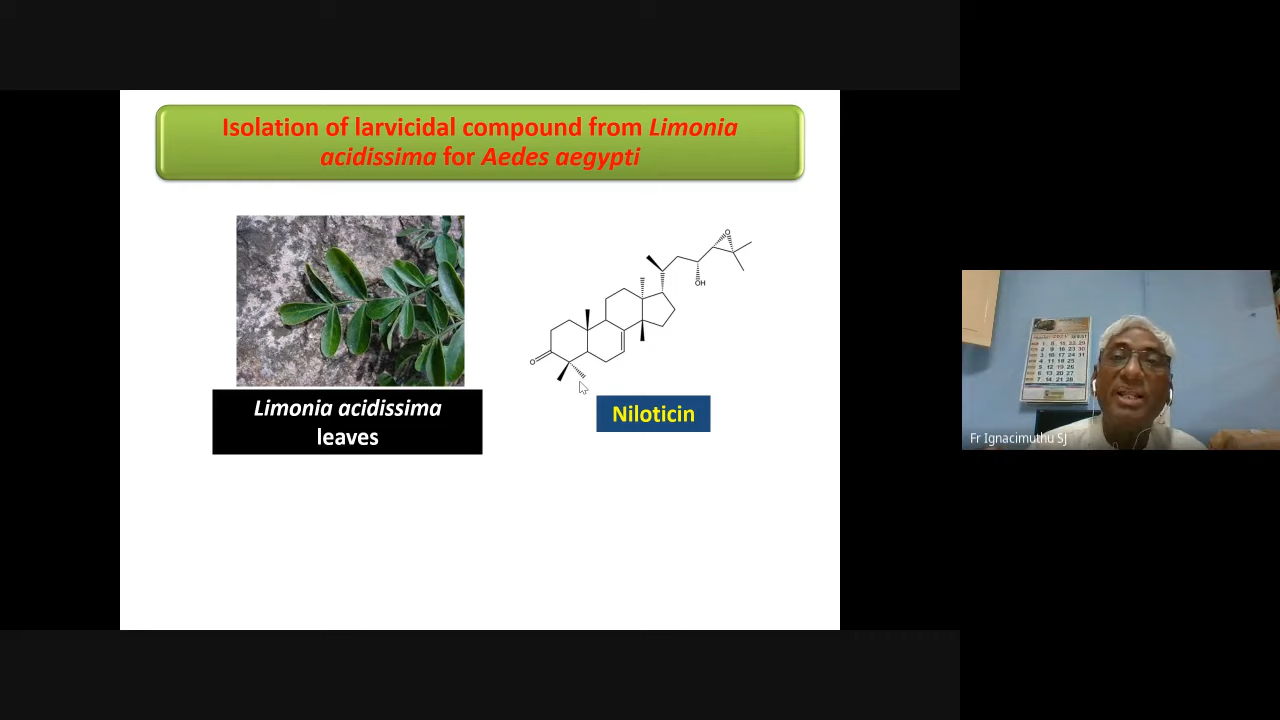 Isolation of larvicidal compound from Limonia
acidissima for Aedes aegypti
O
OH
O
Limonia acidissima
leaves
Niloticin
Fr Ignacimuthu SJ